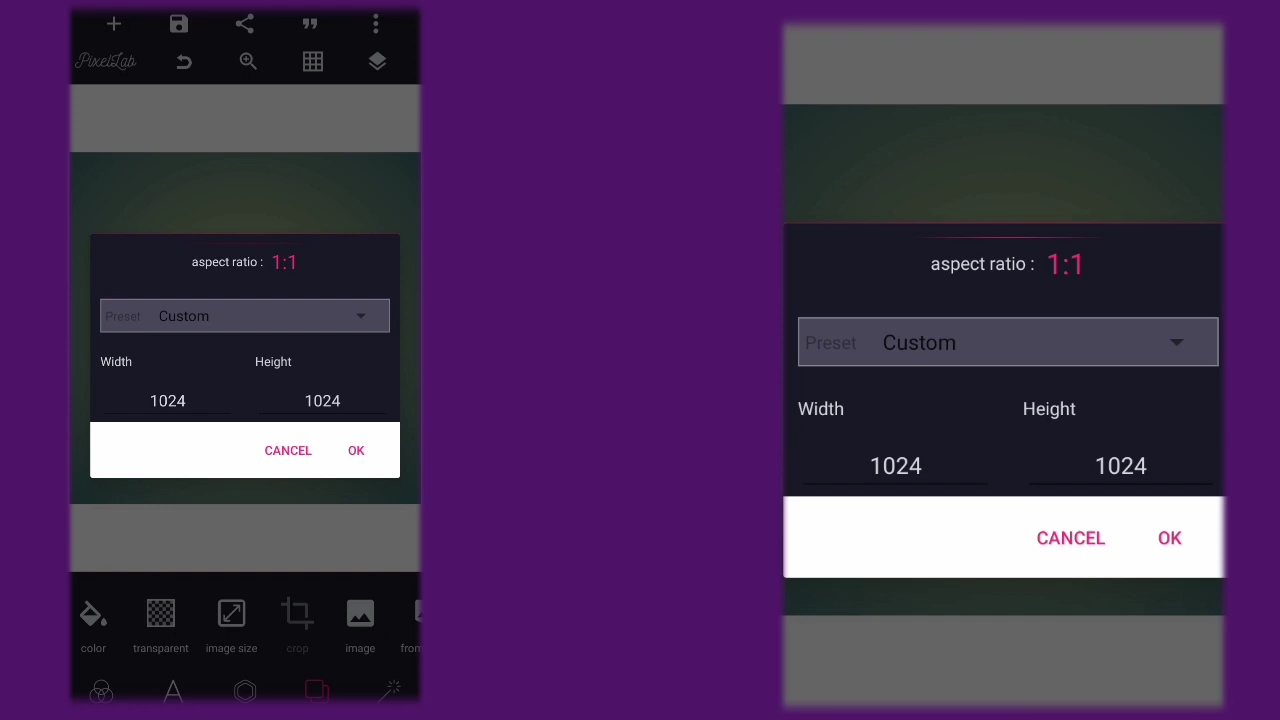 PixelLab
aspect ratio : 1:1
Preset Custom
Width Height
1024 1024
CANCEL OK
color transparent image size crop image fron
aspect ratio : 1:1
Preset Custom
Width Height
1024 1024
CANCEL OK